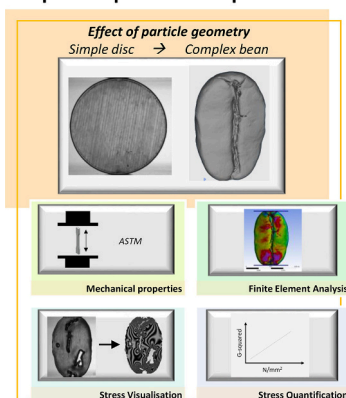 Effect of particle geometry
Simple disc → Complex bean
ASTM
Mechanical properties
Finite Element Analysis
G-squared
N/mm²
Stress Visualisation
Stress Quantification